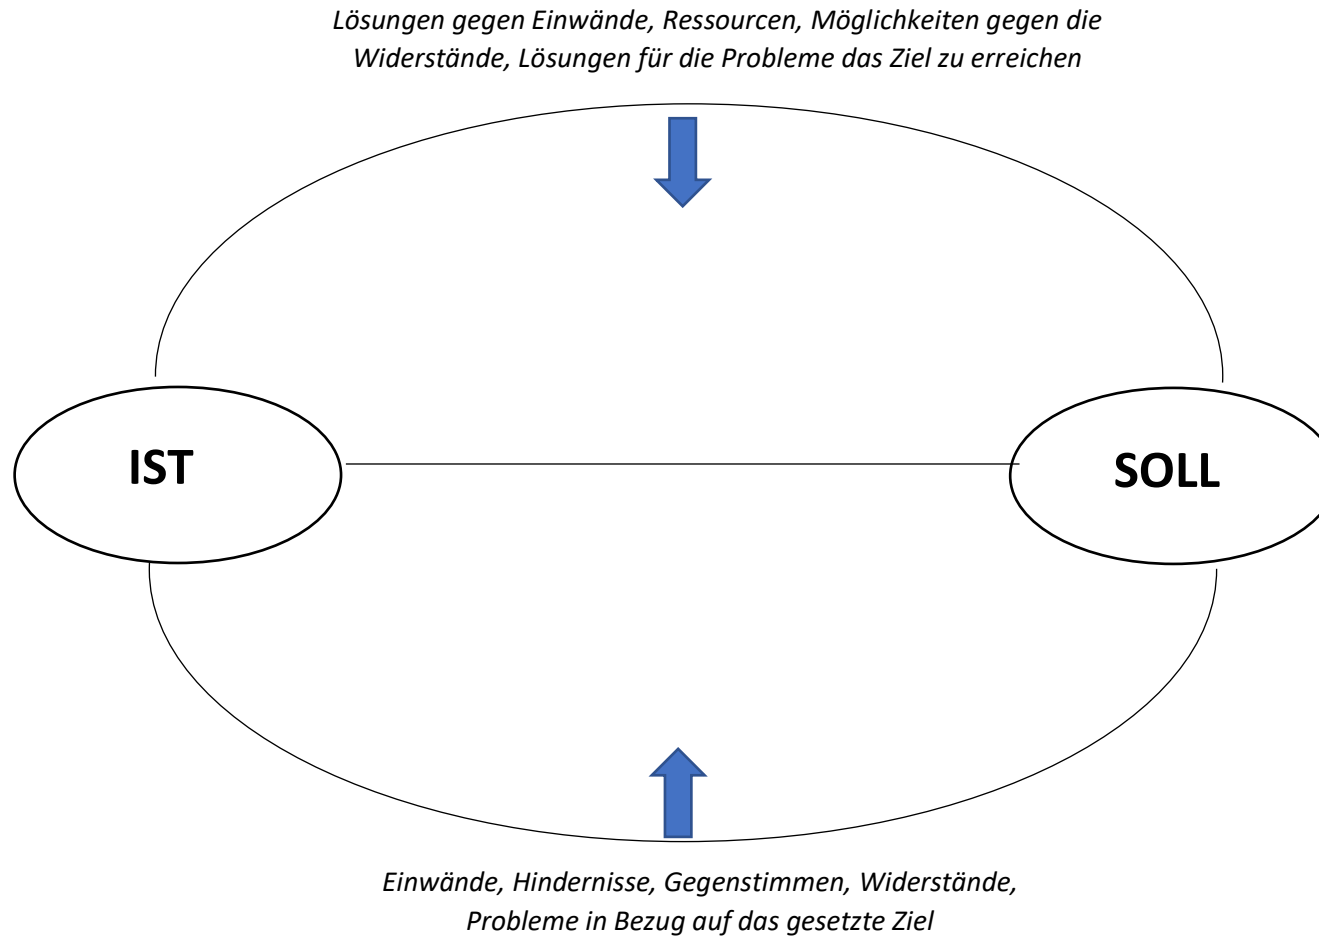 Lösungen gegen Einwände, Ressourcen, Möglichkeiten gegen die
Widerstände, Lösungen für die Probleme das Ziel zu erreichen
IST
SOLL
Einwände, Hindernisse, Gegenstimmen, Widerstände,
Probleme in Bezug auf das gesetzte Ziel